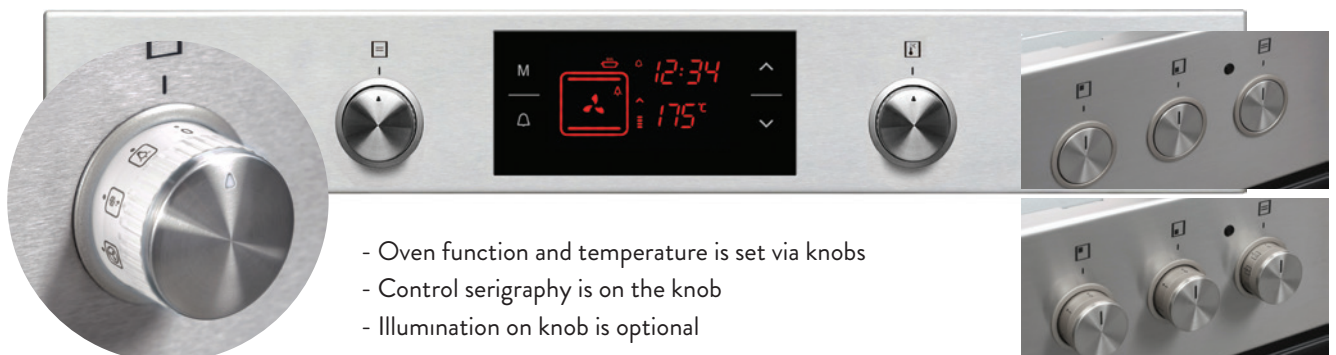 M
12:34
175℃
- Oven function and temperature is set via knobs
- Control serigraphy is on the knob
- Illumınation on knob is optional